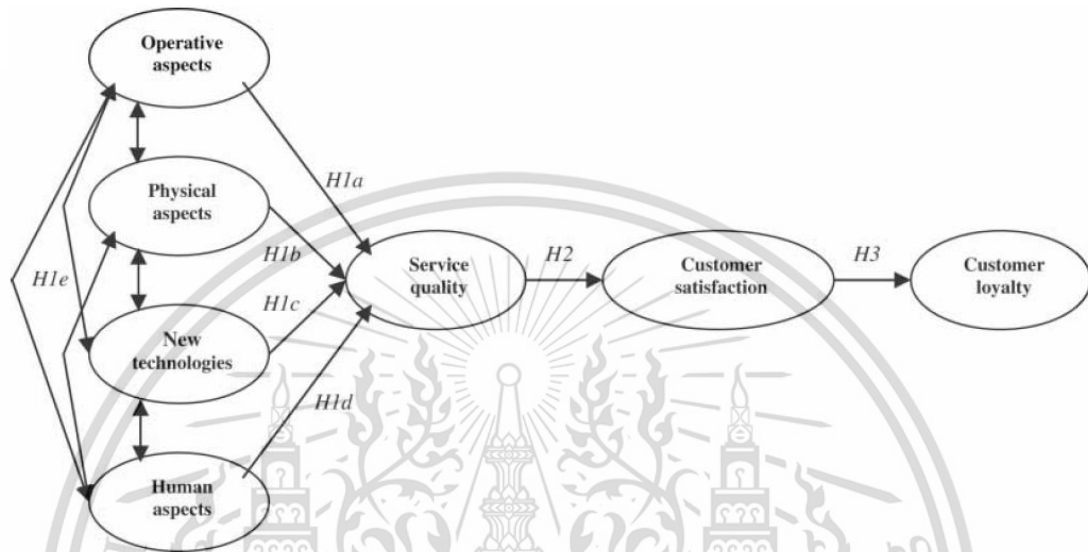 Operative
aspects
Physical
aspects
New
technologies
Human
aspects
H1a
H1b
H1c
H1d
H1e
Service
quality
H2
Customer
satisfaction
H3
Customer
loyalty